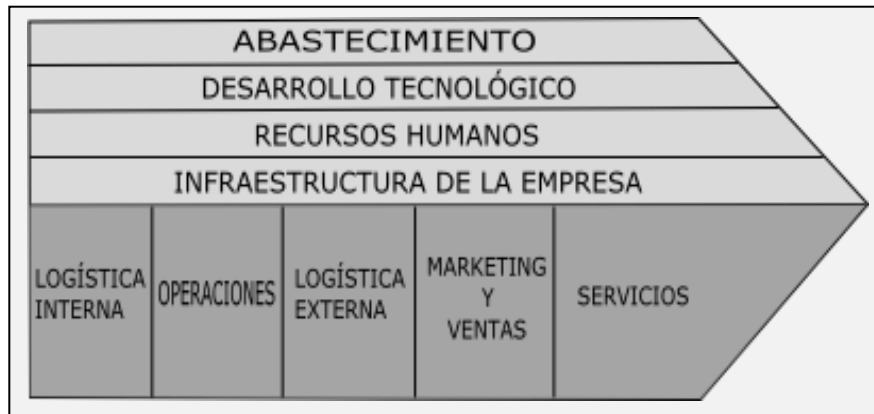 ABASTECIMIENTO
DESARROLLO TECNOLÓGICO
RECURSOS HUMANOS
INFRAESTRUCTURA DE LA EMPRESA
LOGÍSTICA
INTERNA
OPERACIONES
LOGÍSTICA
EXTERNA
MARKETING
Y
VENTAS
SERVICIOS